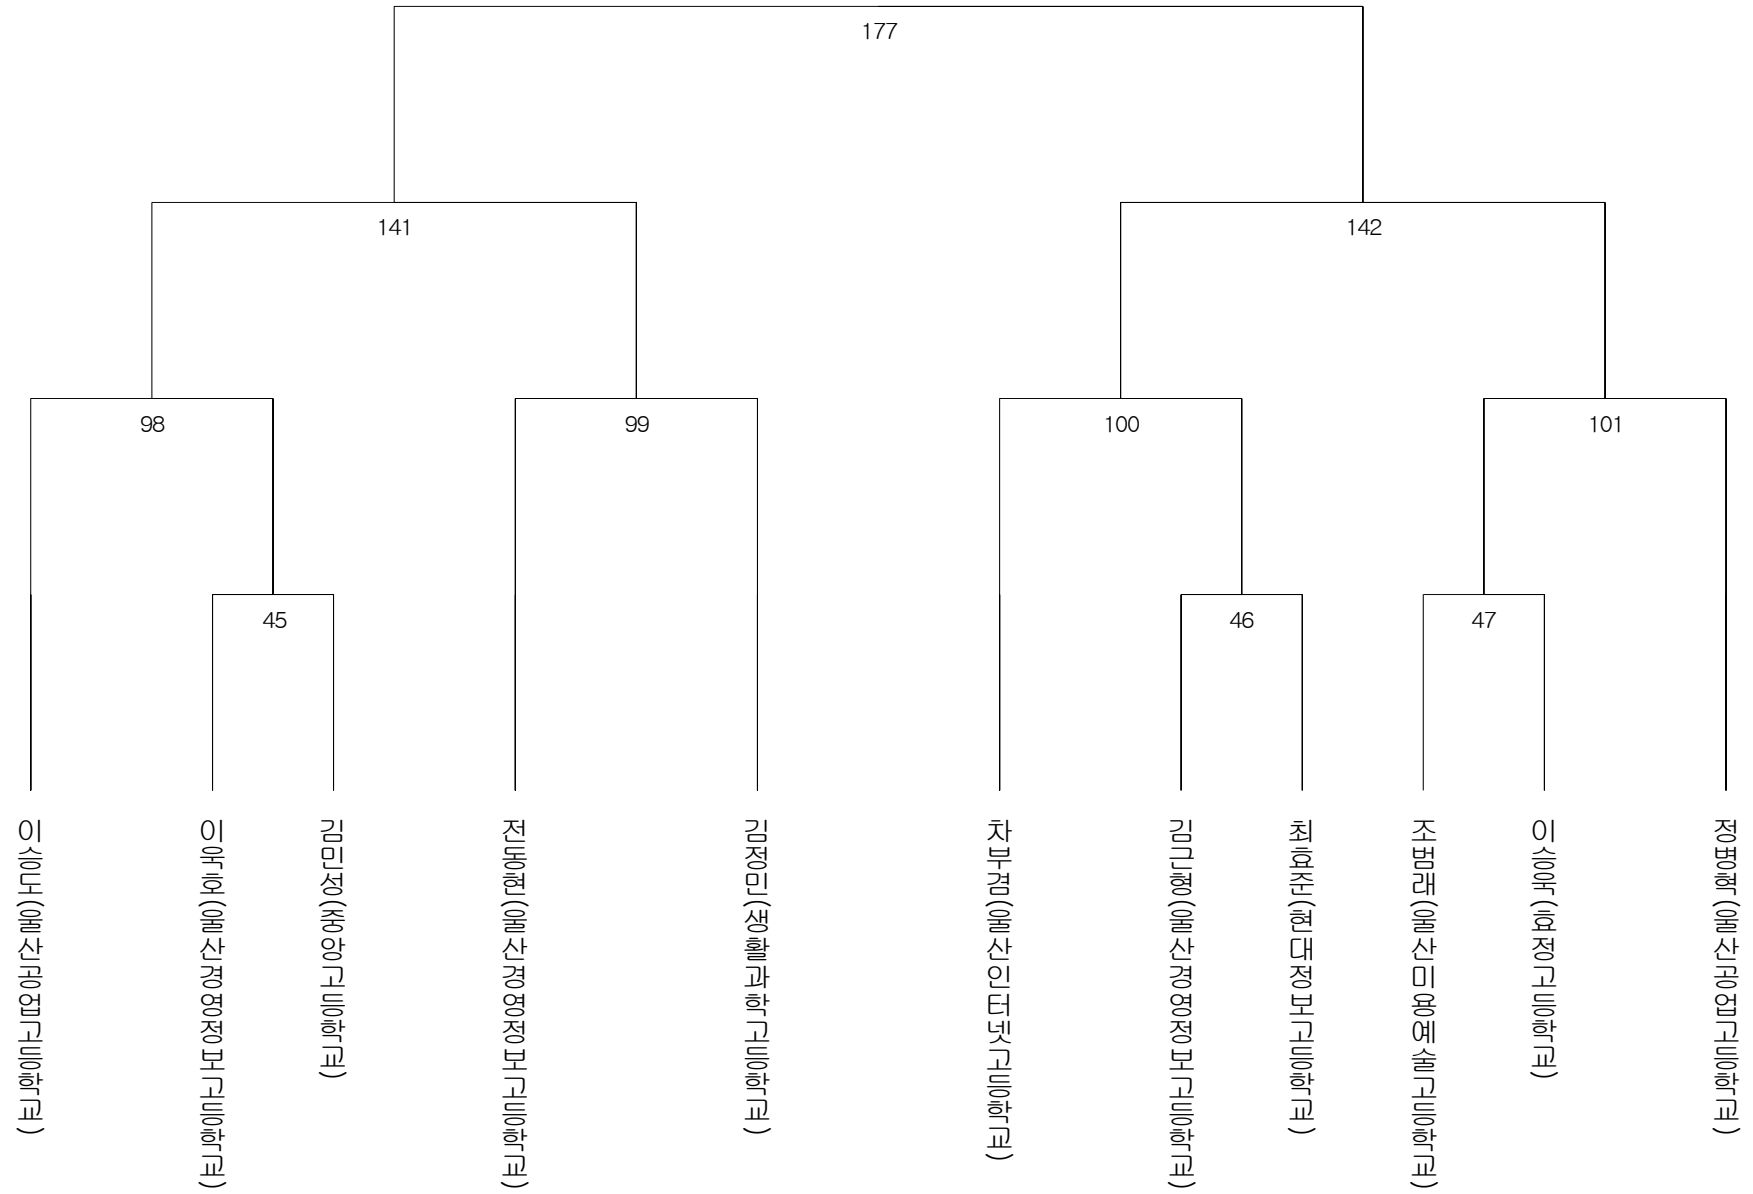 177
141
142
98
99
100
101
45
46
47
이승도(울산공업고등학교)
이욱호(울산경영정보고등학교)
김민성(중앙고등학교)
전동현(울산경영정보고등학교)
김정민(생활과학고등학교)
차부겸(울산인터넷고등학교)
김근형(울산경영정보고등학교)
최효준(현대정보고등학교)
조범래(울산미용예술고등학교)
이승욱(효정고등학교)
정병혁(울산공업고등학교)